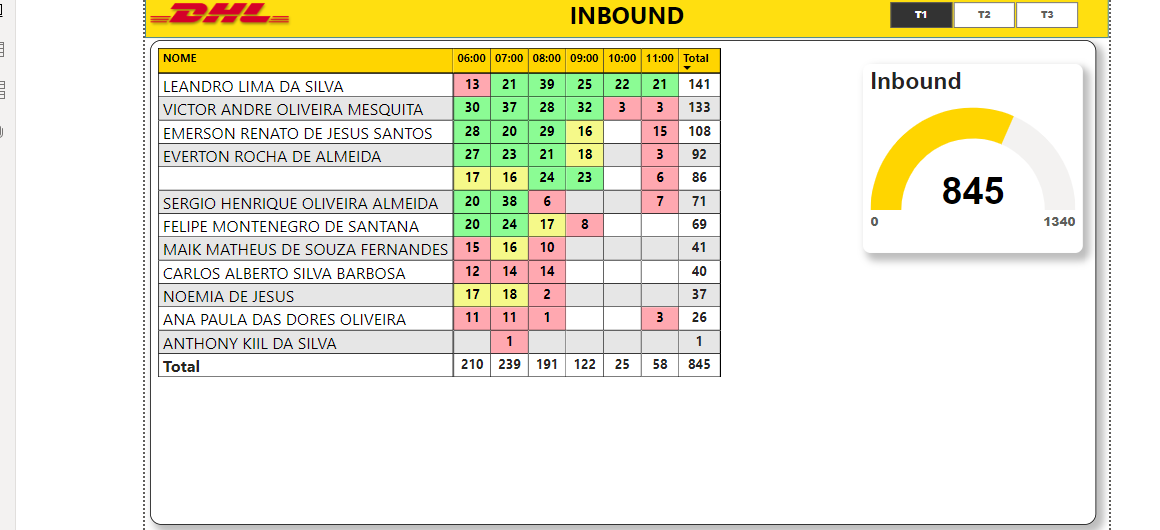 DHL INBOUND T1 T2 T3
NOME 06:00 07:00 08:00 09:00 10:00 11:00 Total
LEANDRO LIMA DA SILVA 13 21 39 25 22 21 141
VICTOR ANDRE OLIVEIRA MESQUITA 30 37 28 32 3 3 133
EMERSON RENATO DE JESUS SANTOS 28 20 29 16 15 108
EVERTON ROCHA DE ALMEIDA 27 23 21 18 3 92
17 16 24 23 6 86
SERGIO HENRIQUE OLIVEIRA ALMEIDA 20 38 6 7 71
FELIPE MONTENEGRO DE SANTANA 20 24 17 8 69
MAIK MATHEUS DE SOUZA FERNANDES 15 16 10 41
CARLOS ALBERTO SILVA BARBOSA 12 14 14 40
NOEMIA DE JESUS 17 18 2 37
ANA PAULA DAS DORES OLIVEIRA 11 11 1 3 26
ANTHONY KIIL DA SILVA 1 1
Total 210 239 191 122 25 58 845
Inbound
845
0 1340